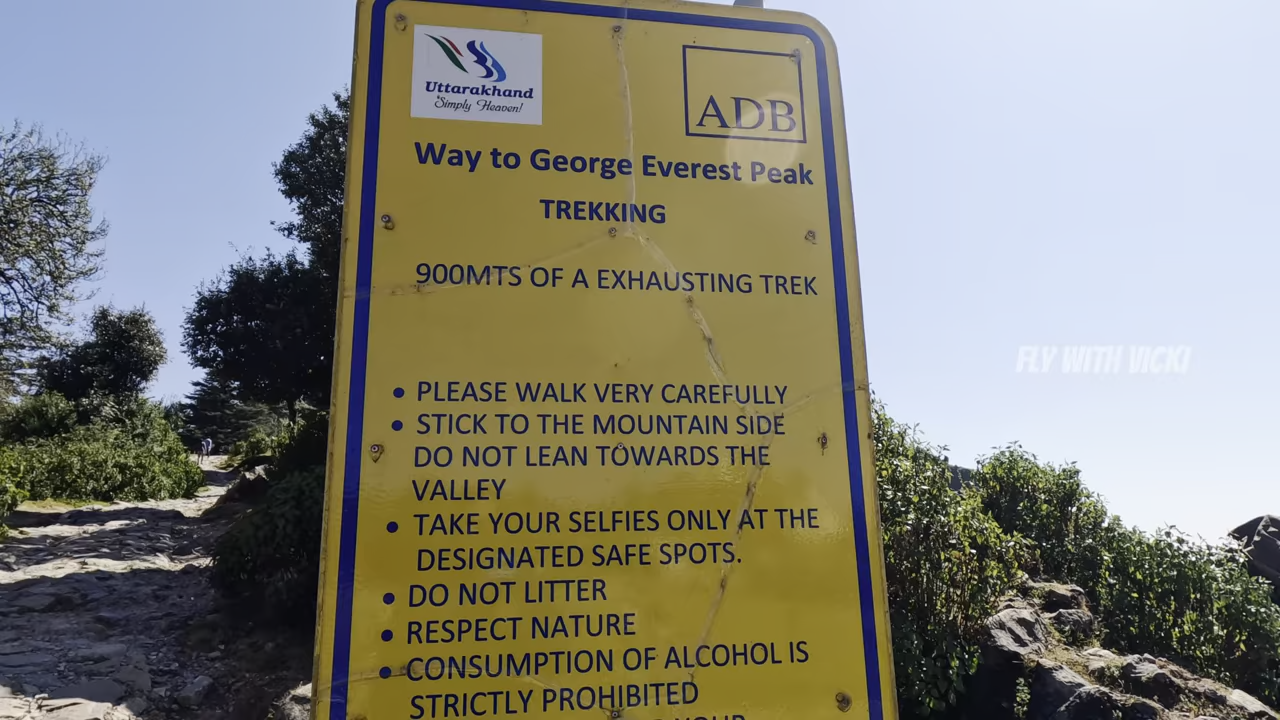 Uttarakhand
Simply Heaven!
ADB
Way to George Everest Peak
TREKKING
900MTS OF A EXHAUSTING TREK
• PLEASE WALK VERY CAREFULLY
• STICK TO THE MOUNTAIN SIDE
DO NOT LEAN TOWARDS THE
VALLEY
• TAKE YOUR SELFIES ONLY AT THE
DESIGNATED SAFE SPOTS.
• DO NOT LITTER
• RESPECT NATURE
• CONSUMPTION OF ALCOHOL IS
STRICTLY PROHIBITED
YOUR
FLY WITH VICKI